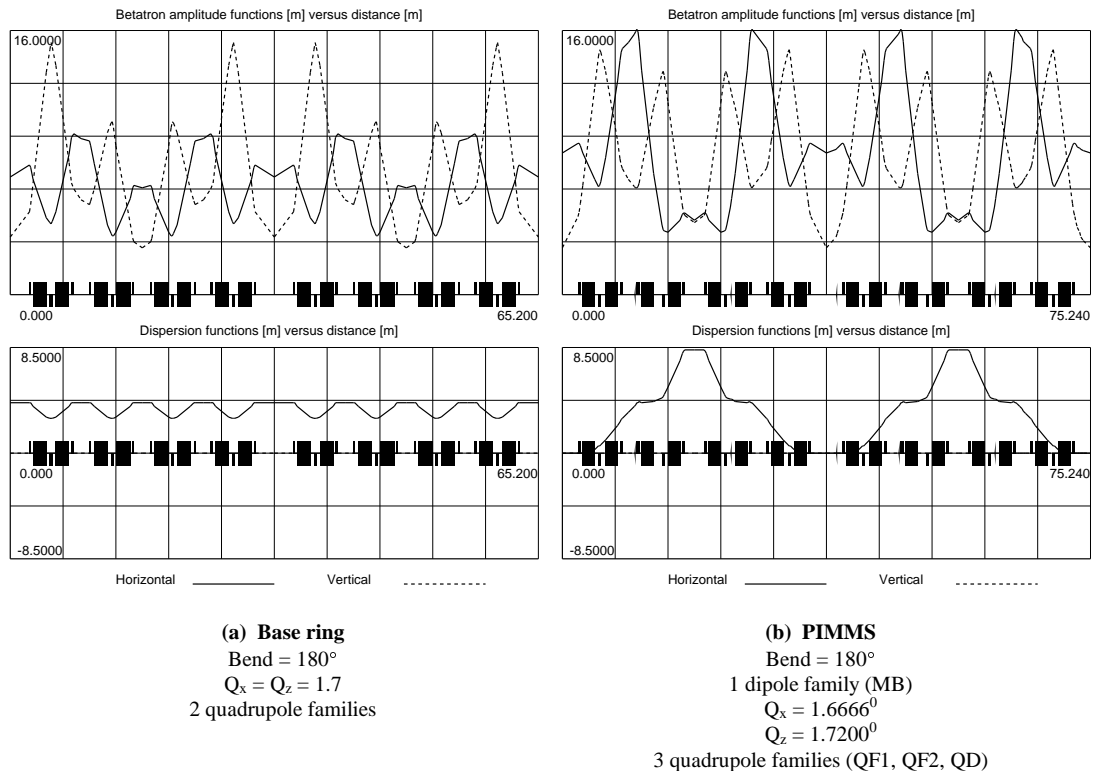 Betatron amplitude functions [m] versus distance [m]
16.0000
0.000
65.200
Dispersion functions [m] versus distance [m]
8.5000
0.000
65.200
-8.5000
Horizontal
Vertical
(a) Base ring
Bend = 180°
Qx = Qz = 1.7
2 quadrupole families
Betatron amplitude functions [m] versus distance [m]
16.0000
0.000
75.240
Dispersion functions [m] versus distance [m]
8.5000
0.000
75.240
-8.5000
Horizontal
Vertical
(b) PIMMS
Bend = 180°
1 dipole family (MB)
Qx = 1.6666⁰
Qz = 1.7200⁰
3 quadrupole families (QF1, QF2, QD)